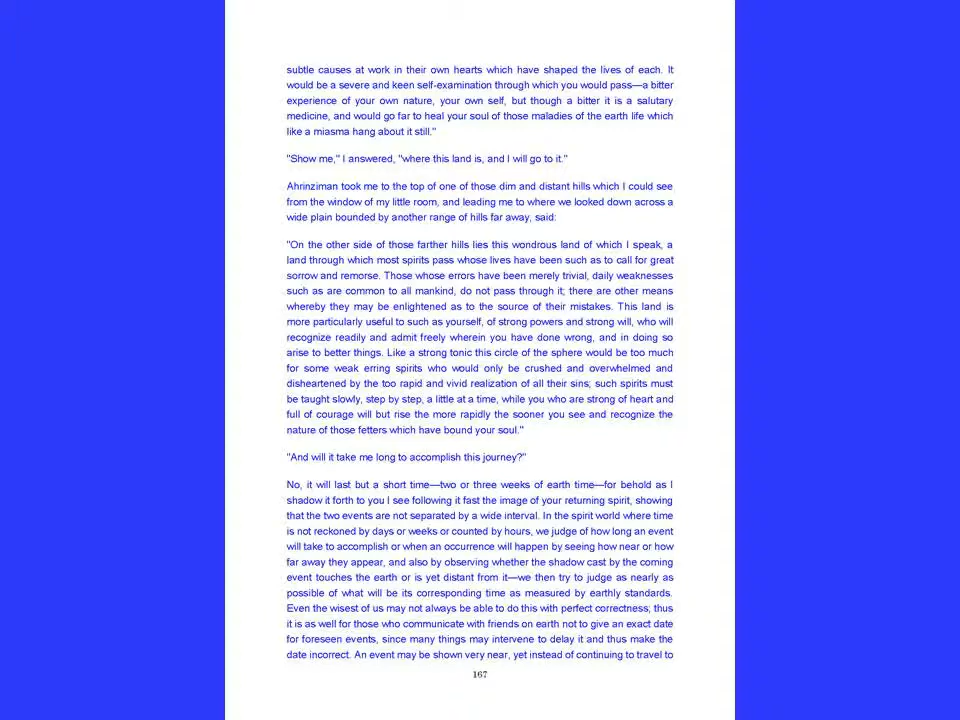 subtle causes at work in their own hearts which have shaped the lives of each. It
would be a severe and keen self-examination through which you would pass—a bitter
experience of your own nature, your own self, but though a bitter it is a salutary
medicine, and would go far to heal your soul of those maladies of the earth life which
like a miasma hang about it still."
"Show me," I answered, "where this land is, and I will go to it."
Ahrinziman took me to the top of one of those dim and distant hills which I could see
from the window of my little room, and leading me to where we looked down across a
wide plain bounded by another range of hills far away, said:
"On the other side of those farther hills lies this wondrous land of which I speak, a
land through which most spirits pass whose lives have been such as to call for great
sorrow and remorse. Those whose errors have been merely trivial, daily weaknesses
such as are common to all mankind, do not pass through it; there are other means
whereby they may be enlightened as to the source of their mistakes. This land is
more particularly useful to such as yourself, of strong powers and strong will, who will
recognize readily and admit freely wherein you have done wrong, and in doing so
arise to better things. Like a strong tonic this circle of the sphere would be too much
for some weak erring spirits who would only be crushed and overwhelmed and
disheartened by the too rapid and vivid realization of all their sins; such spirits must
be taught slowly, step by step, a little at a time, while you who are strong of heart and
full of courage will but rise the more rapidly the sooner you see and recognize the
nature of those fetters which have bound your soul."
"And will it take me long to accomplish this journey?"
No, it will last but a short time—two or three weeks of earth time—for behold as I
shadow it forth to you I see following it fast the image of your returning spirit, showing
that the two events are not separated by a wide interval. In the spirit world where time
is not reckoned by days or weeks or counted by hours, we judge of how long an event
will take to accomplish or when an occurrence will happen by seeing how near or how
far away they appear, and also by observing whether the shadow cast by the coming
event touches the earth or is yet distant from it—we then try to judge as nearly as
possible of what will be its corresponding time as measured by earthly standards.
Even the wisest of us may not always be able to do this with perfect correctness; thus
it is as well for those who communicate with friends on earth not to give an exact date
for foreseen events, since many things may intervene to delay it and thus make the
date incorrect. An event may be shown very near, yet instead of continuing to travel to
167